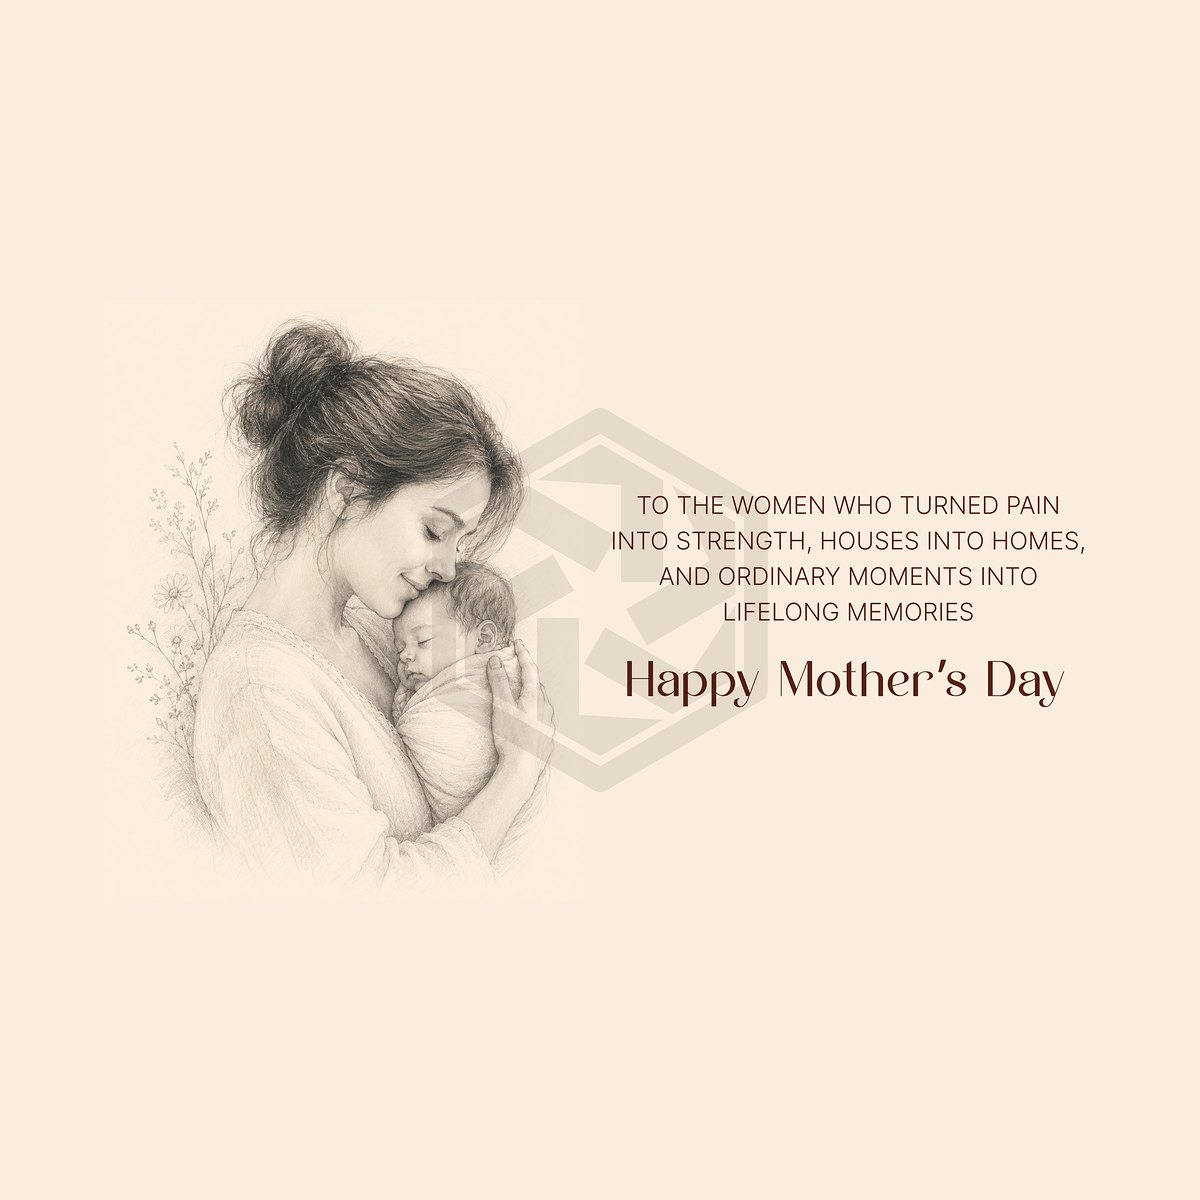 TO THE WOMEN WHO TURNED PAIN
INTO STRENGTH, HOUSES INTO HOMES,
AND ORDINARY MOMENTS INTO
LIFELONG MEMORIES
Happy Mother's Day